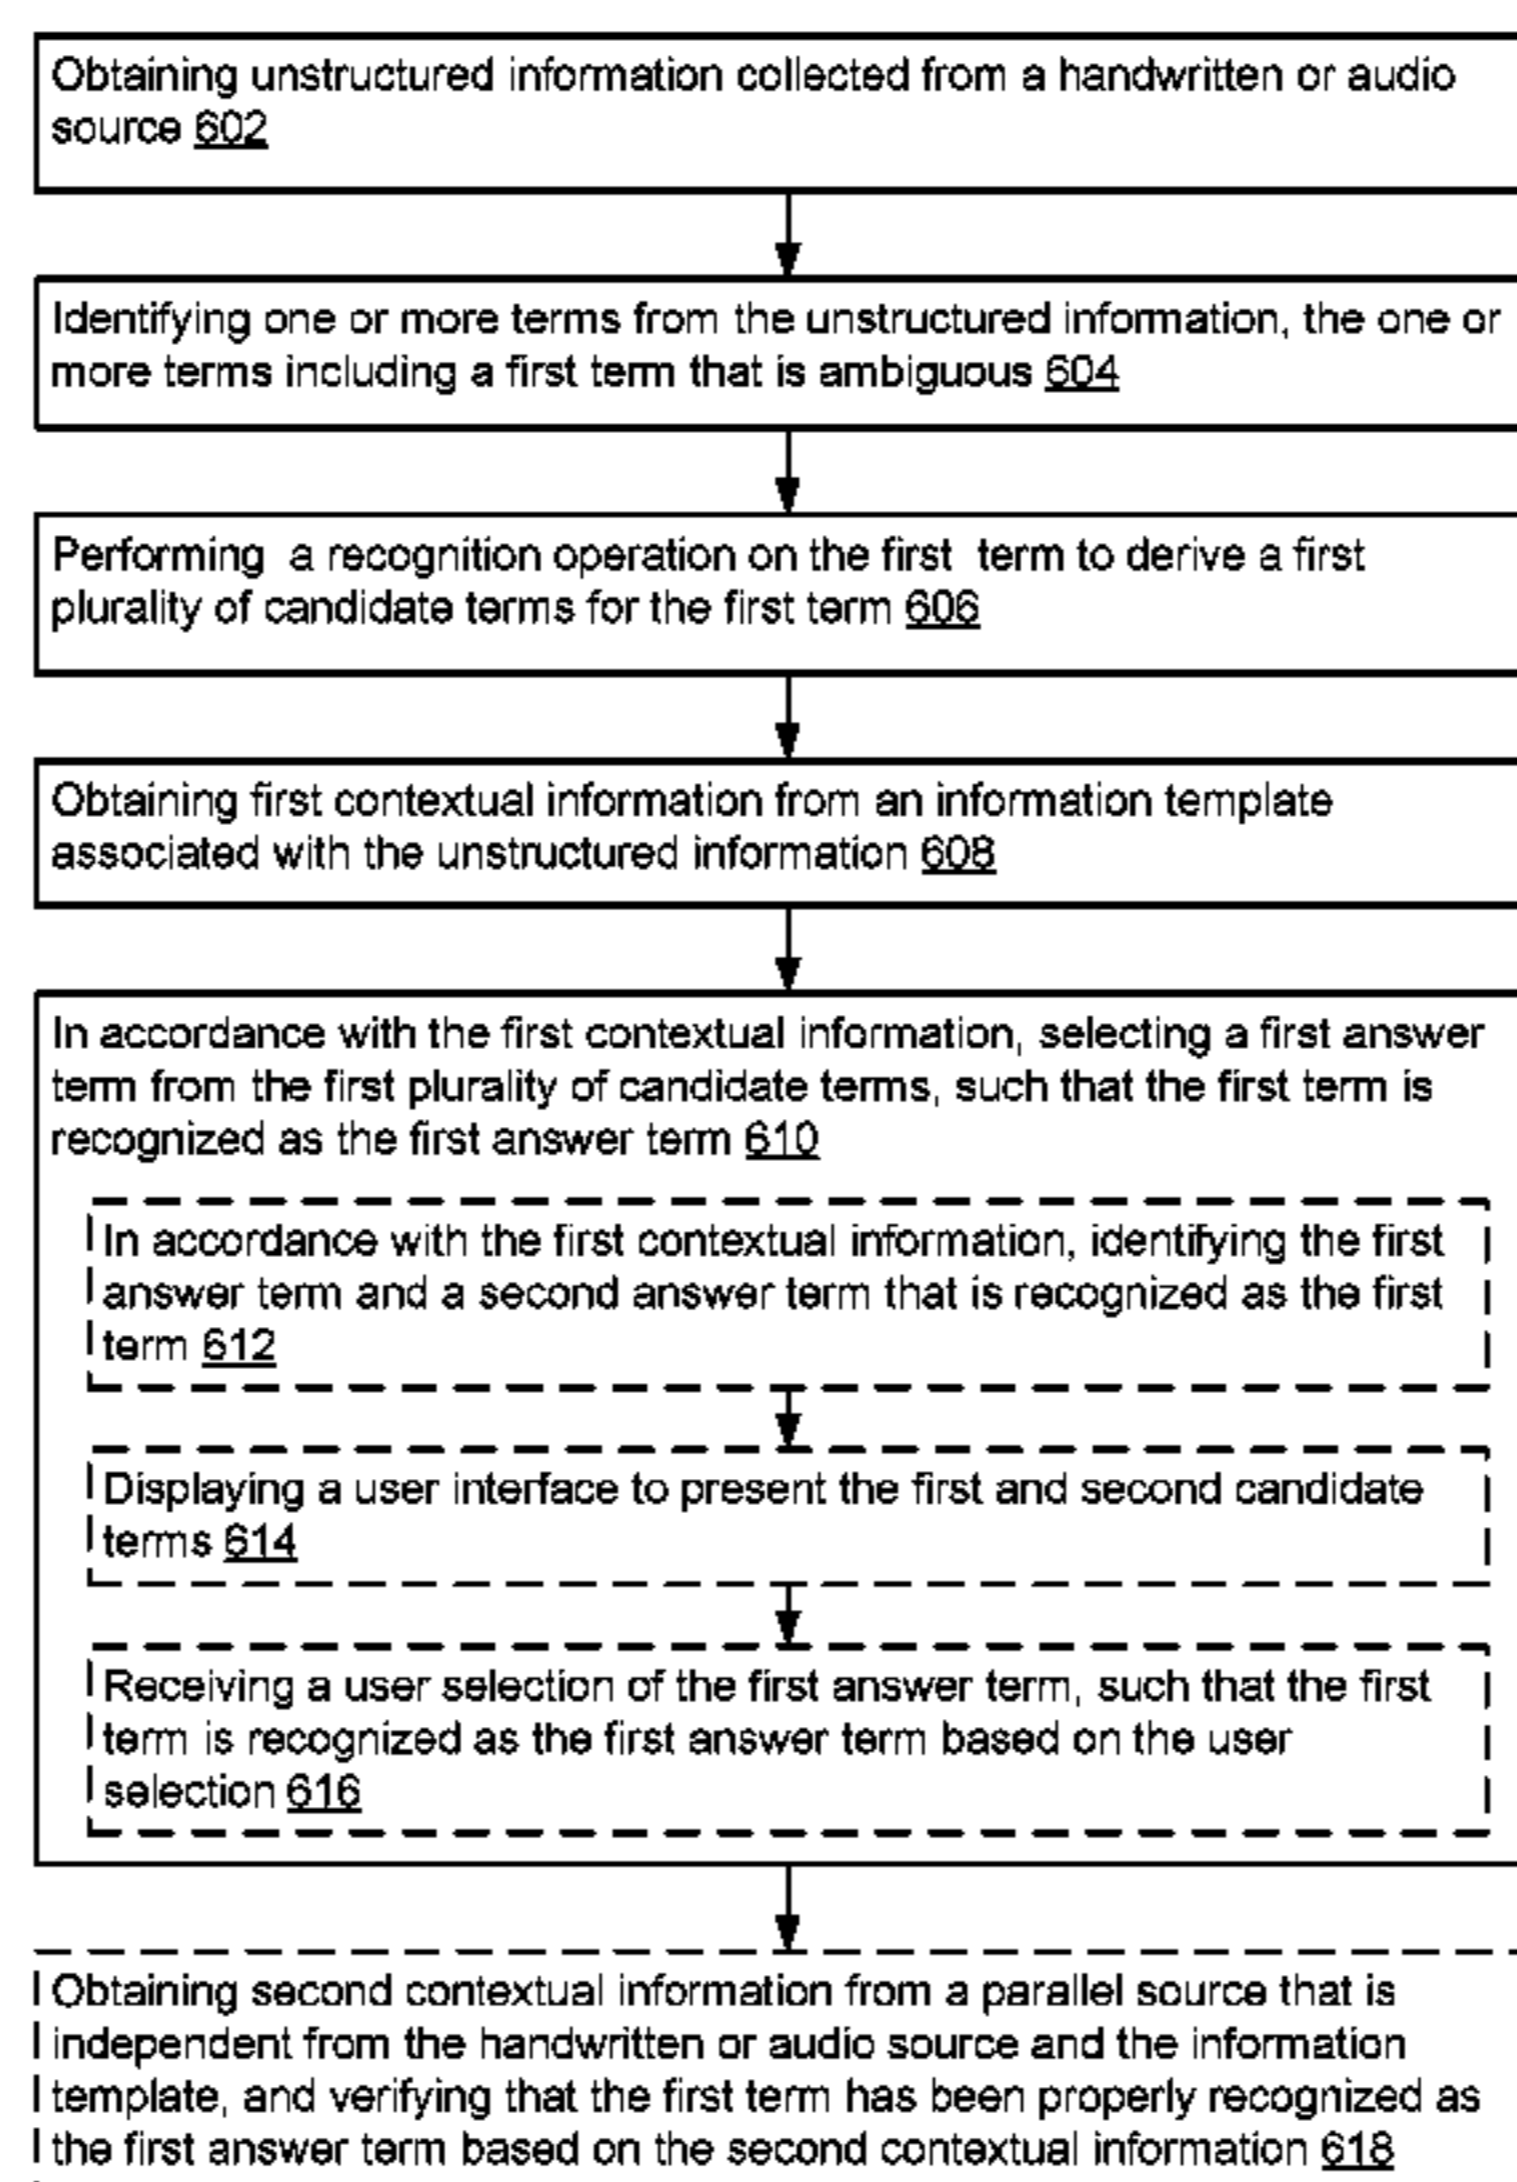 Obtaining unstructured information collected from a handwritten or audio
source 602
Identifying one or more terms from the unstructured information, the one or
more terms including a first term that is ambiguous 604
Performing a recognition operation on the first term to derive a first
plurality of candidate terms for the first term 606
Obtaining first contextual information from an information template
associated with the unstructured information 608
In accordance with the first contextual information, selecting a first answer
term from the first plurality of candidate terms, such that the first term is
recognized as the first answer term 610
In accordance with the first contextual information, identifying the first
answer term and a second answer term that is recognized as the first
term 612
Displaying a user interface to present the first and second candidate
terms 614
Receiving a user selection of the first answer term, such that the first
term is recognized as the first answer term based on the user
selection 616
Obtaining second contextual information from a parallel source that is
independent from the handwritten or audio source and the information
template, and verifying that the first term has been properly recognized as
the first answer term based on the second contextual information 618